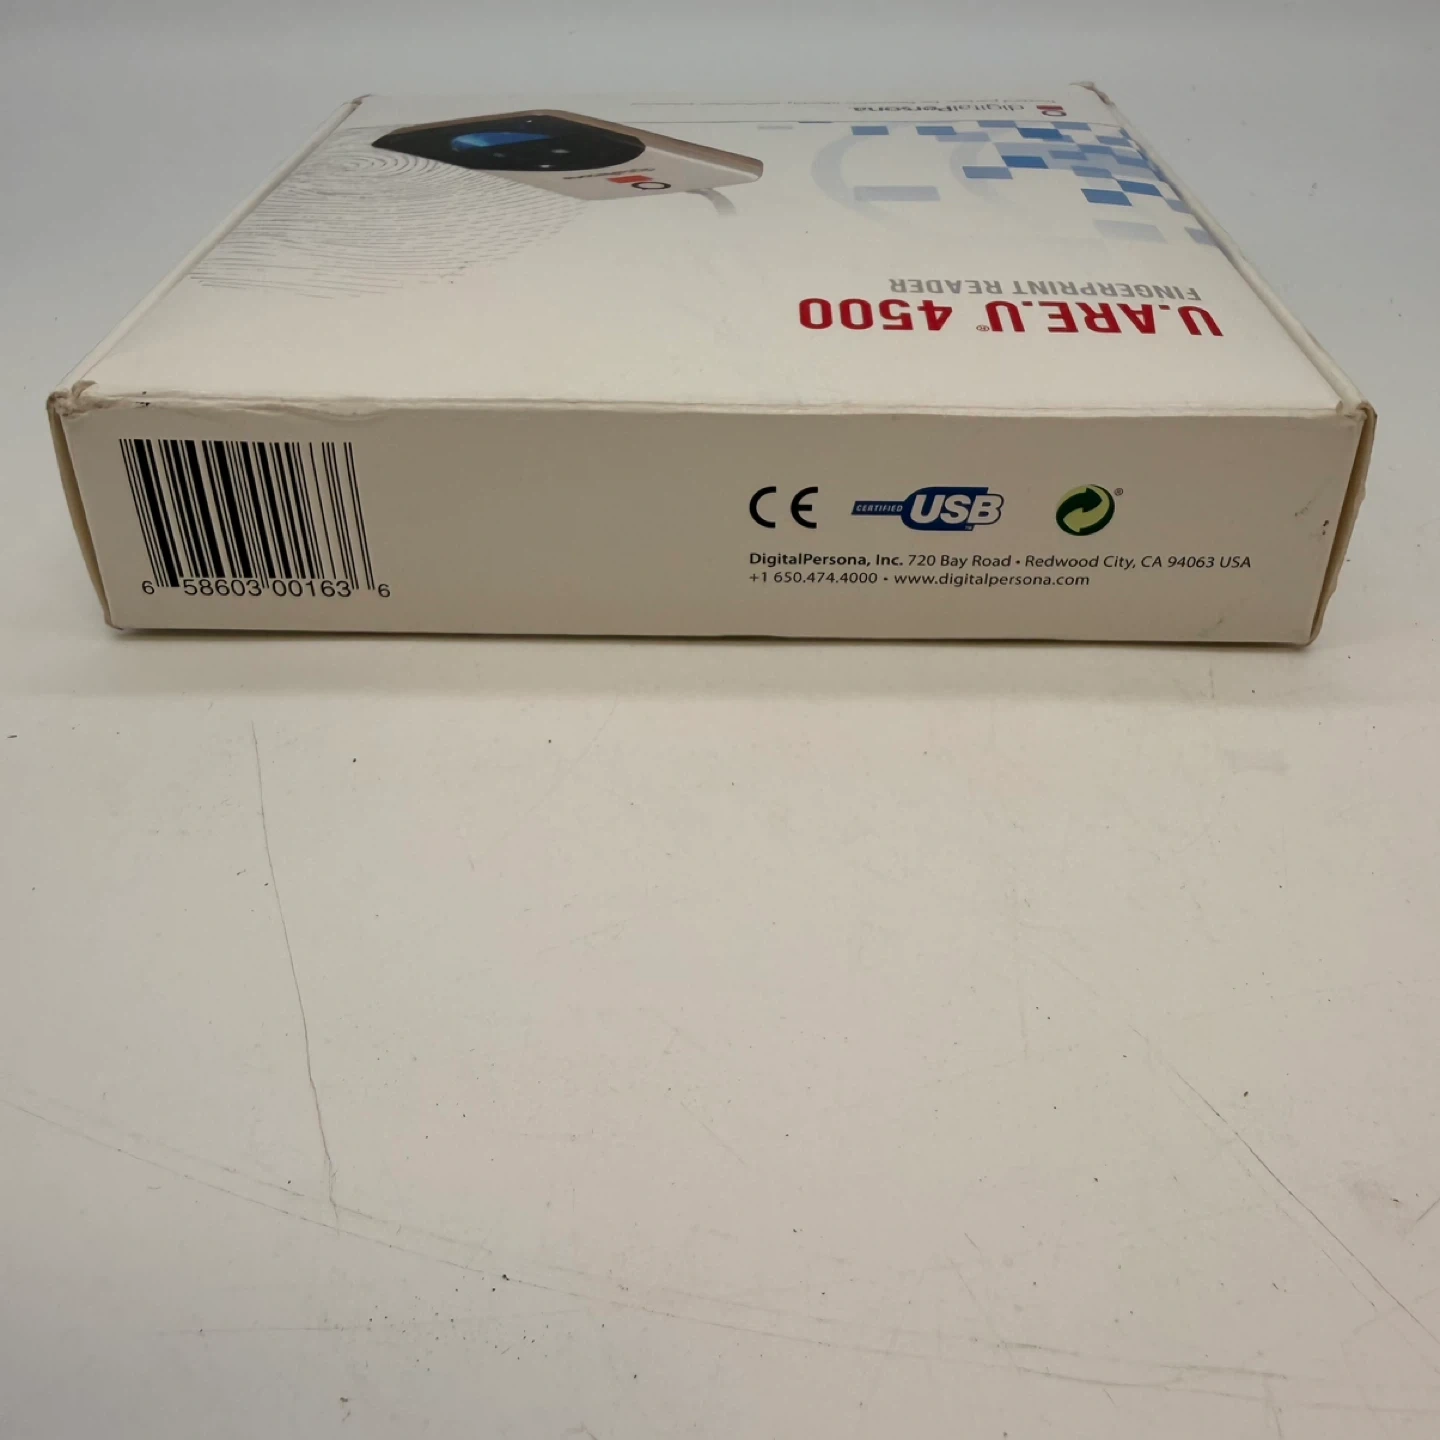 digitalPersona
U.ARE.U® 4500
FINGERPRINT READER
6 58603 00163 6
CE
CERTIFIED USB™
®
DigitalPersona, Inc. 720 Bay Road • Redwood City, CA 94063 USA
+1 650.474.4000 • www.digitalpersona.com